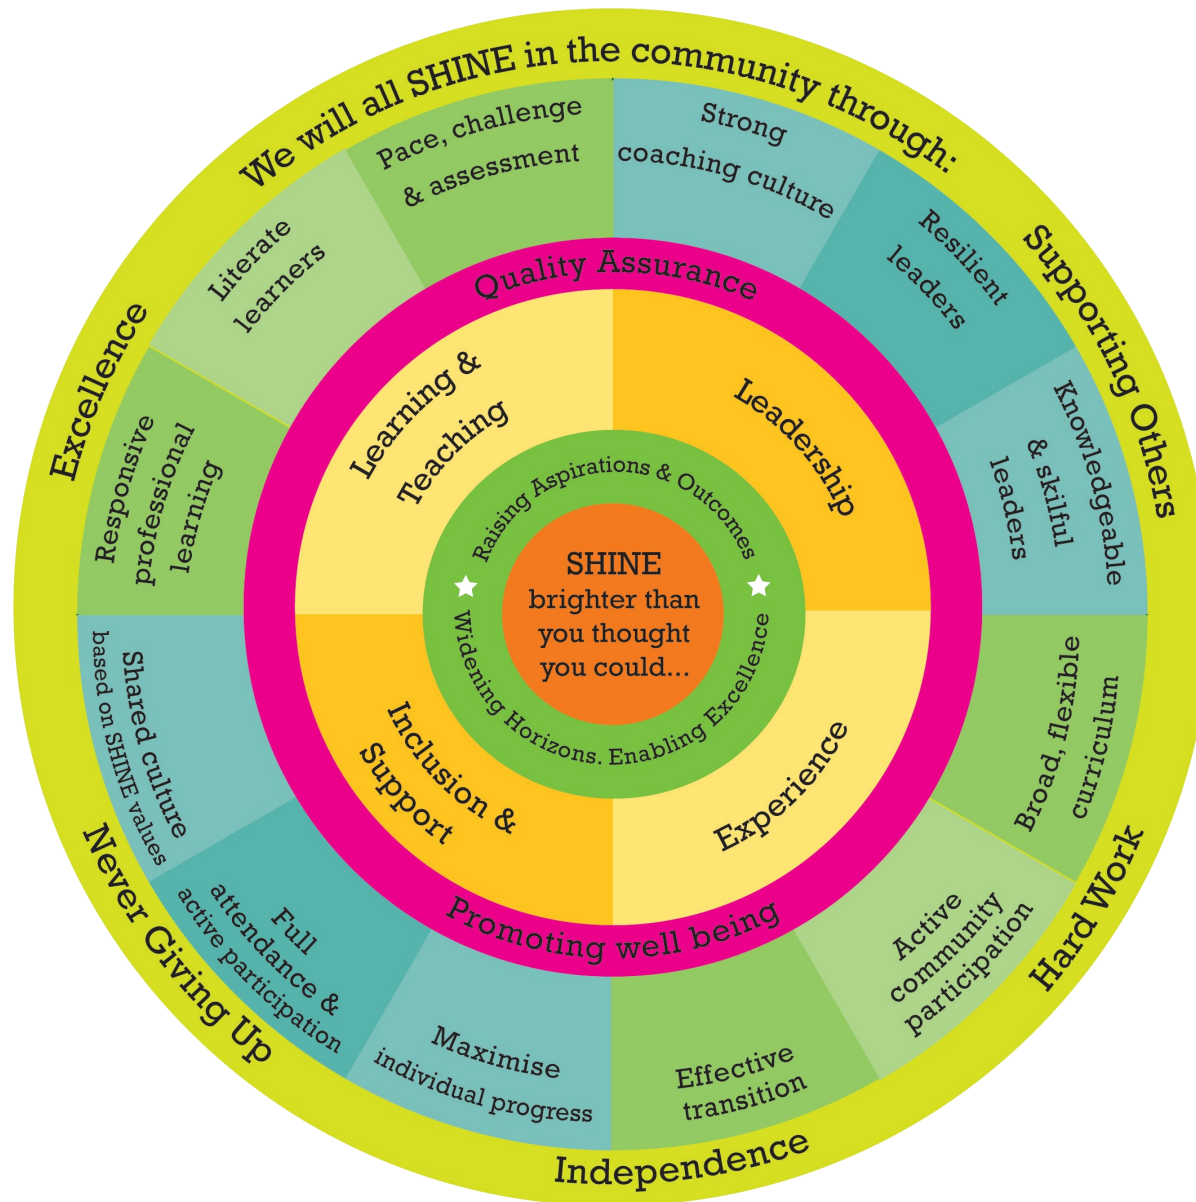 We will all SHINE in the community through:
Supporting Others
Hard Work
Independence
Never Giving Up
Excellence
Strong
coaching culture
Resilient
leaders
Knowledgeable
& skilful
leaders
Broad, flexible
curriculum
Active
community
participation
Effective
transition
Maximise
individual progress
Full
attendance &
active participation
Shared culture
based on SHINE values
Responsive
professional
learning
Literate
learners
Pace, challenge
& assessment
Quality Assurance
Promoting well being
Learning &
Teaching
Leadership
Experience
Inclusion &
Support
Raising Aspirations & Outcomes
Widening Horizons. Enabling Excellence
SHINE
brighter than
you thought
you could...